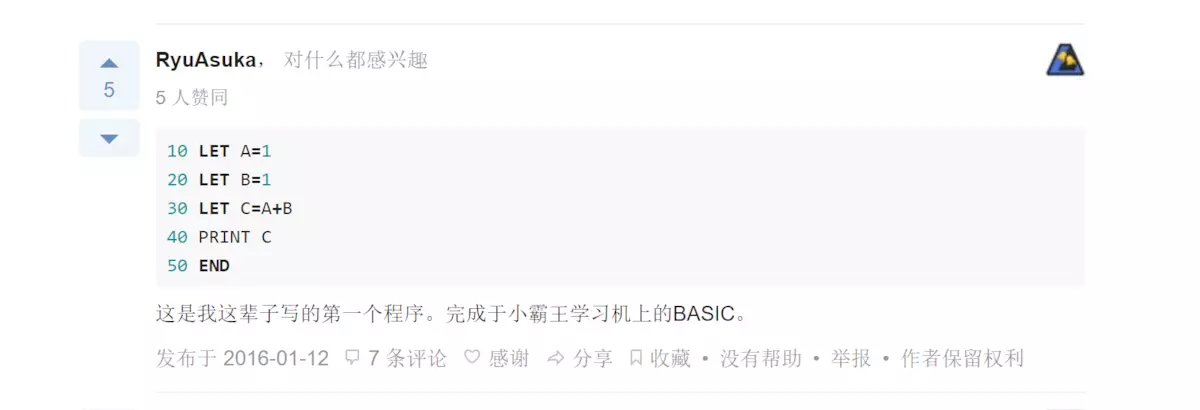 RyuAsuka， 对什么都感兴趣
5
5 人赞同
10 LET A=1
20 LET B=1
30 LET C=A+B
40 PRINT C
50 END
这是我这辈子写的第一个程序。完成于小霸王学习机上的BASIC。
发布于 2016-01-12 7 条评论 感谢 分享 收藏 • 没有帮助 • 举报 • 作者保留权利